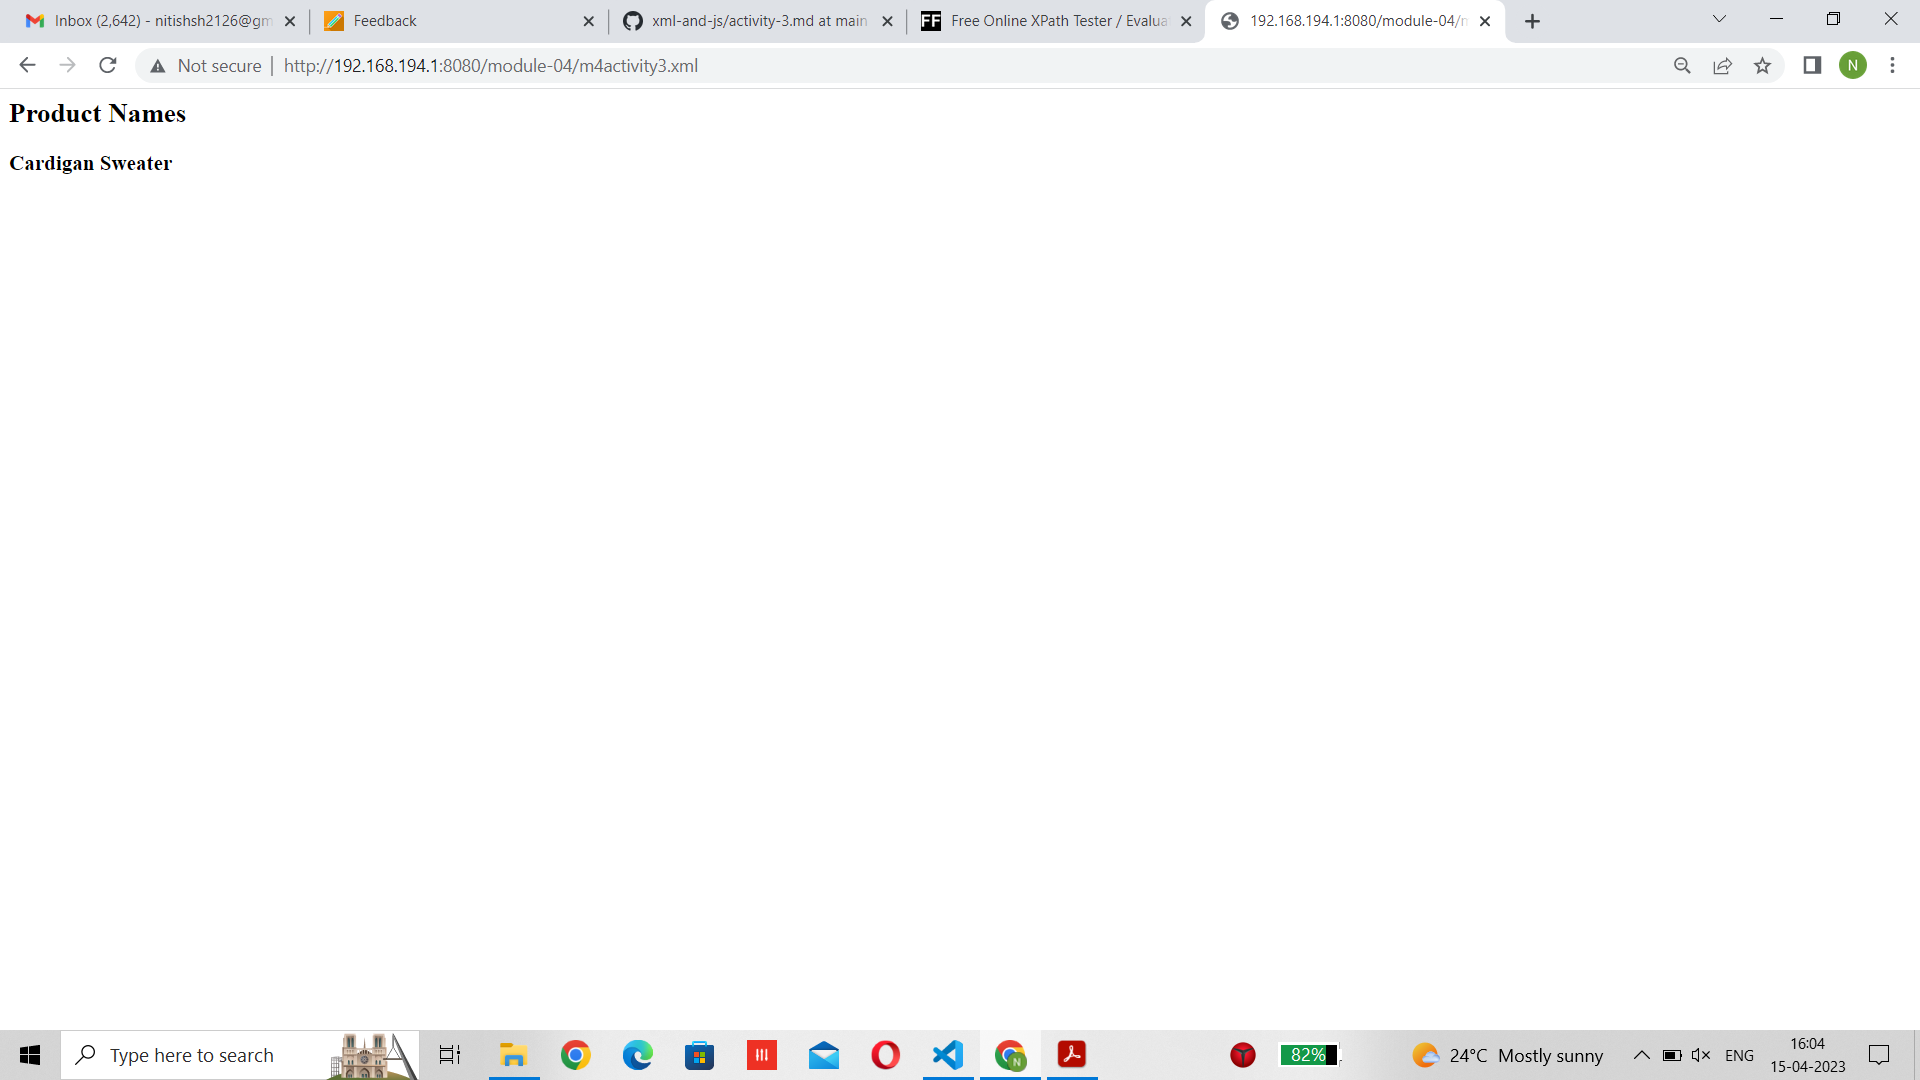 Inbox (2,642) - nitishsh2126@gm
Feedback
xml-and-js/activity-3.md at main
FF
Free Online XPath Tester / Evalua
192.168.194.1:8080/module-04/m
Not secure
http://192.168.194.1:8080/module-04/m4activity3.xml
N
Product Names
Cardigan Sweater
Type here to search
N
82%
24°C Mostly sunny
ENG
16:04
15-04-2023